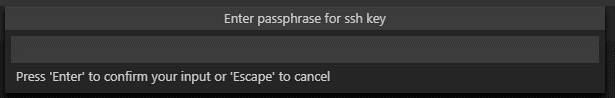 Enter passphrase for ssh key
Press 'Enter' to confirm your input or 'Escape' to cancel